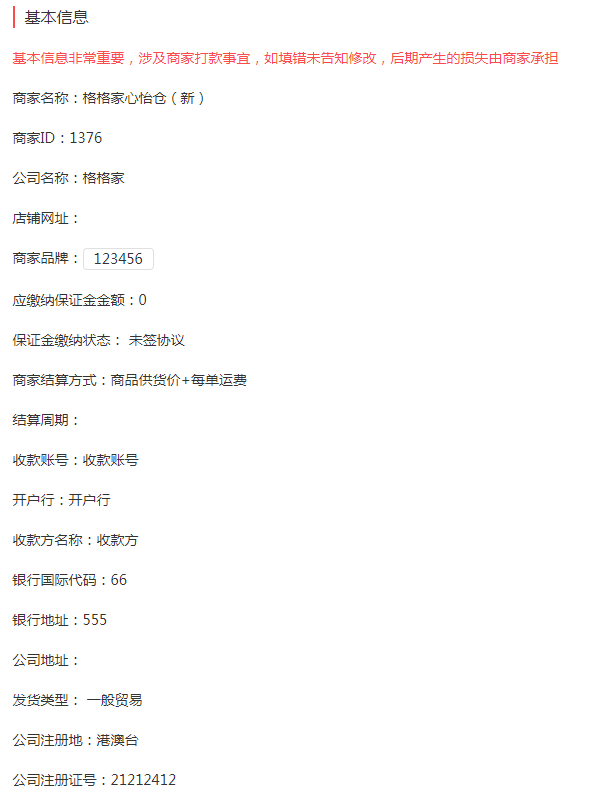 基本信息
基本信息非常重要，涉及商家打款事宜，如填错未告知修改，后期产生的损失由商家承担
商家名称：格格家心怡仓（新）
商家ID：1376
公司名称：格格家
店铺网址：
商家品牌： 123456
应缴纳保证金金额：0
保证金缴纳状态： 未签协议
商家结算方式：商品供货价+每单运费
结算周期：
收款账号：收款账号
开户行：开户行
收款方名称：收款方
银行国际代码：66
银行地址：555
公司地址：
发货类型： 一般贸易
公司注册地：港澳台
公司注册证号：21212412